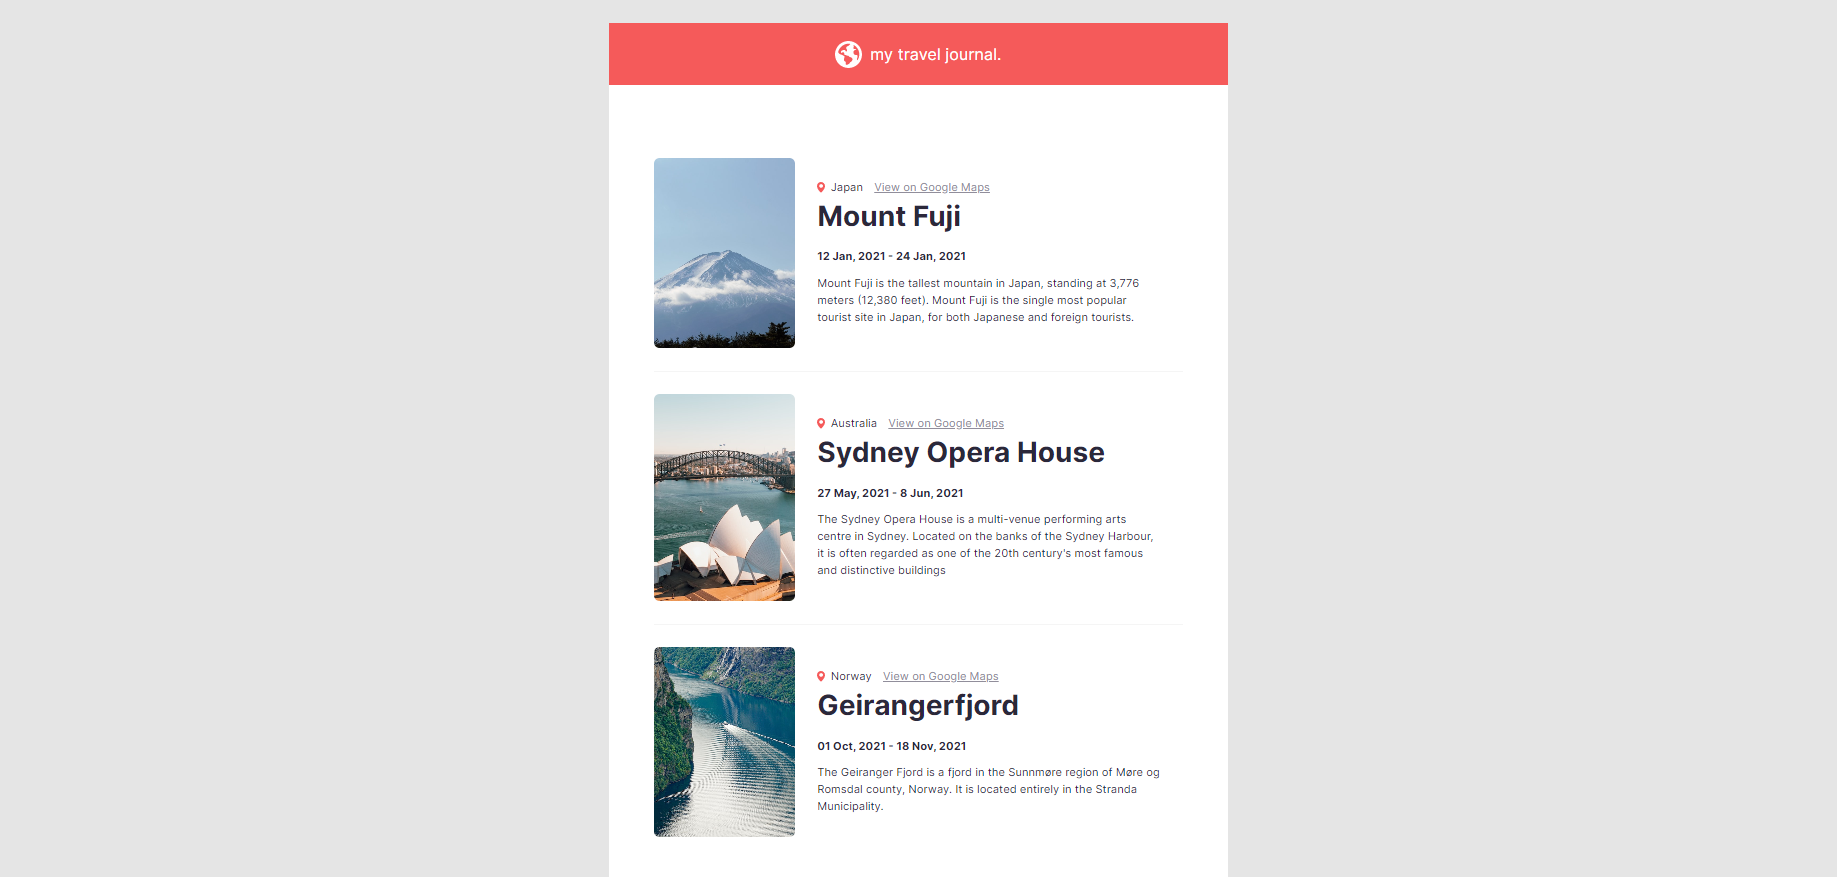 my travel journal.
Japan View on Google Maps
Mount Fuji
12 Jan, 2021 - 24 Jan, 2021
Mount Fuji is the tallest mountain in Japan, standing at 3,776
meters (12,380 feet). Mount Fuji is the single most popular
tourist site in Japan, for both Japanese and foreign tourists.
Australia View on Google Maps
Sydney Opera House
27 May, 2021 - 8 Jun, 2021
The Sydney Opera House is a multi-venue performing arts
centre in Sydney. Located on the banks of the Sydney Harbour,
it is often regarded as one of the 20th century's most famous
and distinctive buildings
Norway View on Google Maps
Geirangerfjord
01 Oct, 2021 - 18 Nov, 2021
The Geiranger Fjord is a fjord in the Sunnmøre region of Møre og
Romsdal county, Norway. It is located entirely in the Stranda
Municipality.